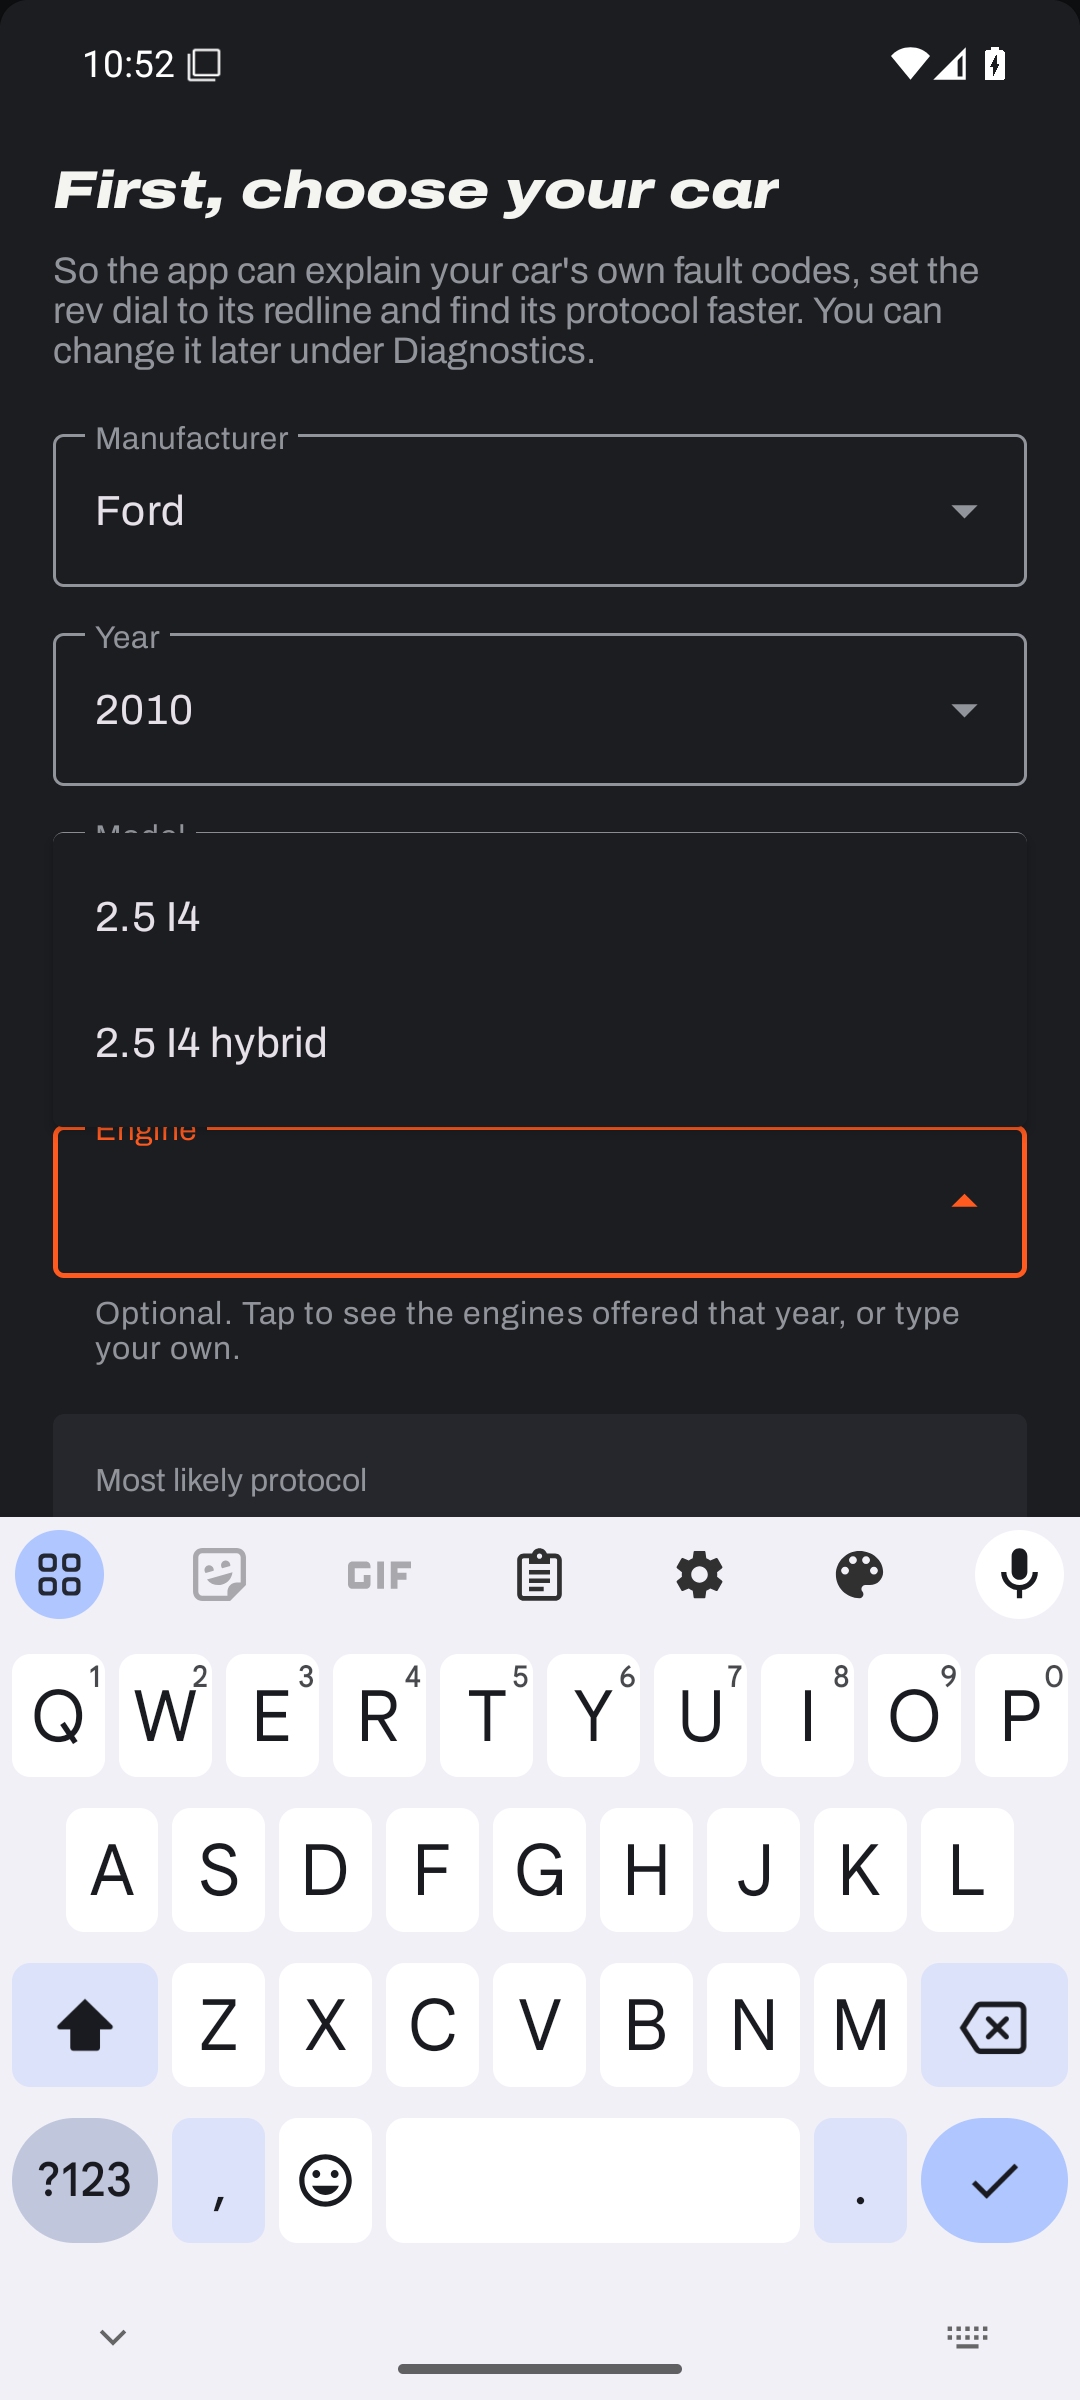 10:52
First, choose your car
So the app can explain your car's own fault codes, set the
rev dial to its redline and find its protocol faster. You can
change it later under Diagnostics.
Manufacturer
Ford
Year
2010
Model
2.5 I4
2.5 I4 hybrid
Engine
Optional. Tap to see the engines offered that year, or type
your own.
Most likely protocol
GIF
Q 1 W 2 E 3 R 4 T 5 Y 6 U 7 I 8 O 9 P 0
A S D F G H J K L
Z X C V B N M
?123 , .